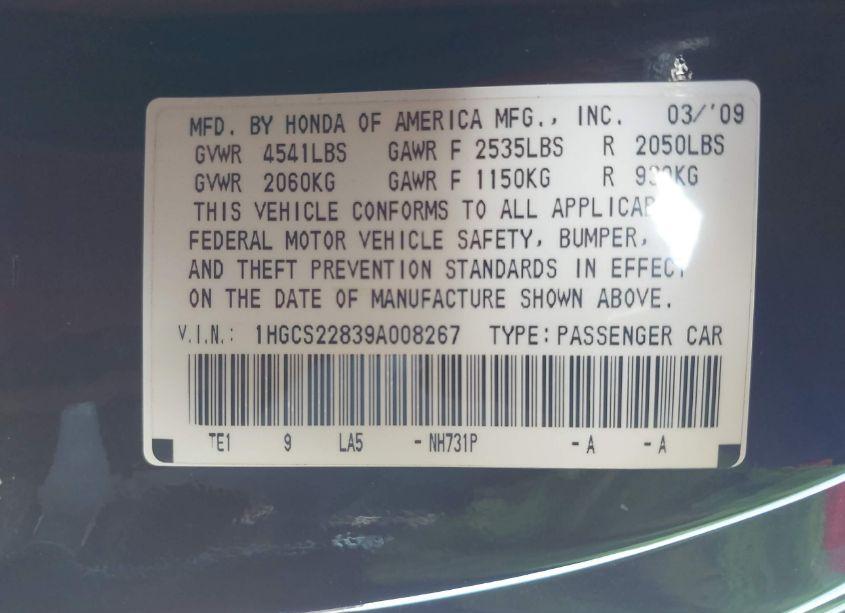 MFD. BY HONDA OF AMERICA MFG., INC. 03/'09
GVWR 4541LBS GAWR F 2535LBS R 2050LBS
GVWR 2060KG GAWR F 1150KG R
THIS VEHICLE CONFORMS TO ALL
FEDERAL MOTOR VEHICLE SAFETY, BUMPER,
AND THEFT PREVENTION STANDARDS IN EFFECT
ON THE DATE OF MANUFACTURE SHOWN ABOVE.
V.I.N.: 1HGCS22839A008267 TYPE: PASSENGER CAR
TE1 9 LA5 -NH731P -A -A